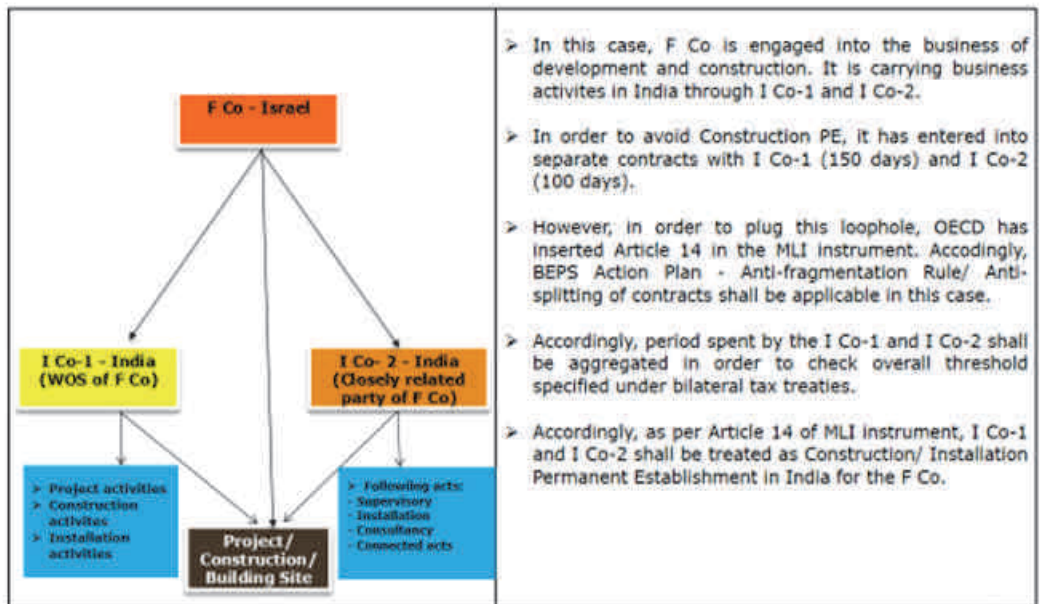 F Co - Israel
I Co-1 - India
(WOS of F Co)
I Co- 2 - India
(Closely related
party of F Co)
➢ Project activities
➢ Construction
activites
➢ Installation
activities
Project/
Construction/
Building Site
➢ Following acts:
- Supervisory
- Installation
- Consultancy
- Connected acts
➢ In this case, F Co is engaged into the business of
development and construction. It is carrying business
activites in India through I Co-1 and I Co-2.
➢ In order to avoid Construction PE, it has entered into
separate contracts with I Co-1 (150 days) and I Co-2
(100 days).
➢ However, in order to plug this loophole, OECD has
inserted Article 14 in the MLI instrument. Accodingly,
BEPS Action Plan - Anti-fragmentation Rule/ Anti-
splitting of contracts shall be applicable in this case.
➢ Accordingly, period spent by the I Co-1 and I Co-2 shall
be aggregated in order to check overall threshold
specified under bilateral tax treaties.
➢ Accordingly, as per Article 14 of MLI instrument, I Co-1
and I Co-2 shall be treated as Construction/ Installation
Permanent Establishment in India for the F Co.